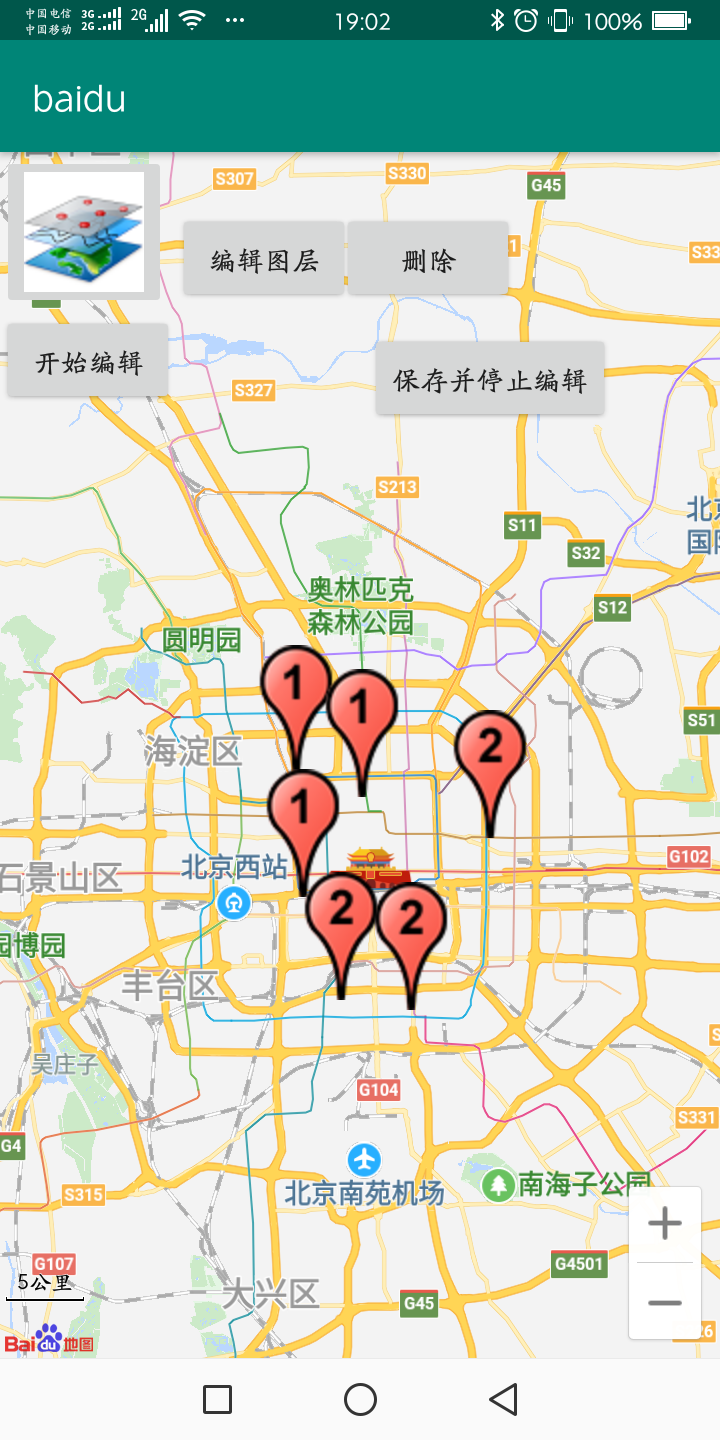 中国电信 3G 2G 19:02 100%
中国移动 2G
baidu
S307
S330
G45
编辑图层
删除
1
S33
开始编辑
保存并停止编辑
S327
S213
S11
S32
北京
国际
奥林匹克
森林公园
S12
圆明园
1
1
2
S51
海淀区
1
G102
北京西站
石景山区
2
2
园博园
丰台区
吴庄子
G104
S331
G4
南海子公园
北京南苑机场
S315
G107
5公里
G4501
大兴区
G45
Baidu地图
26